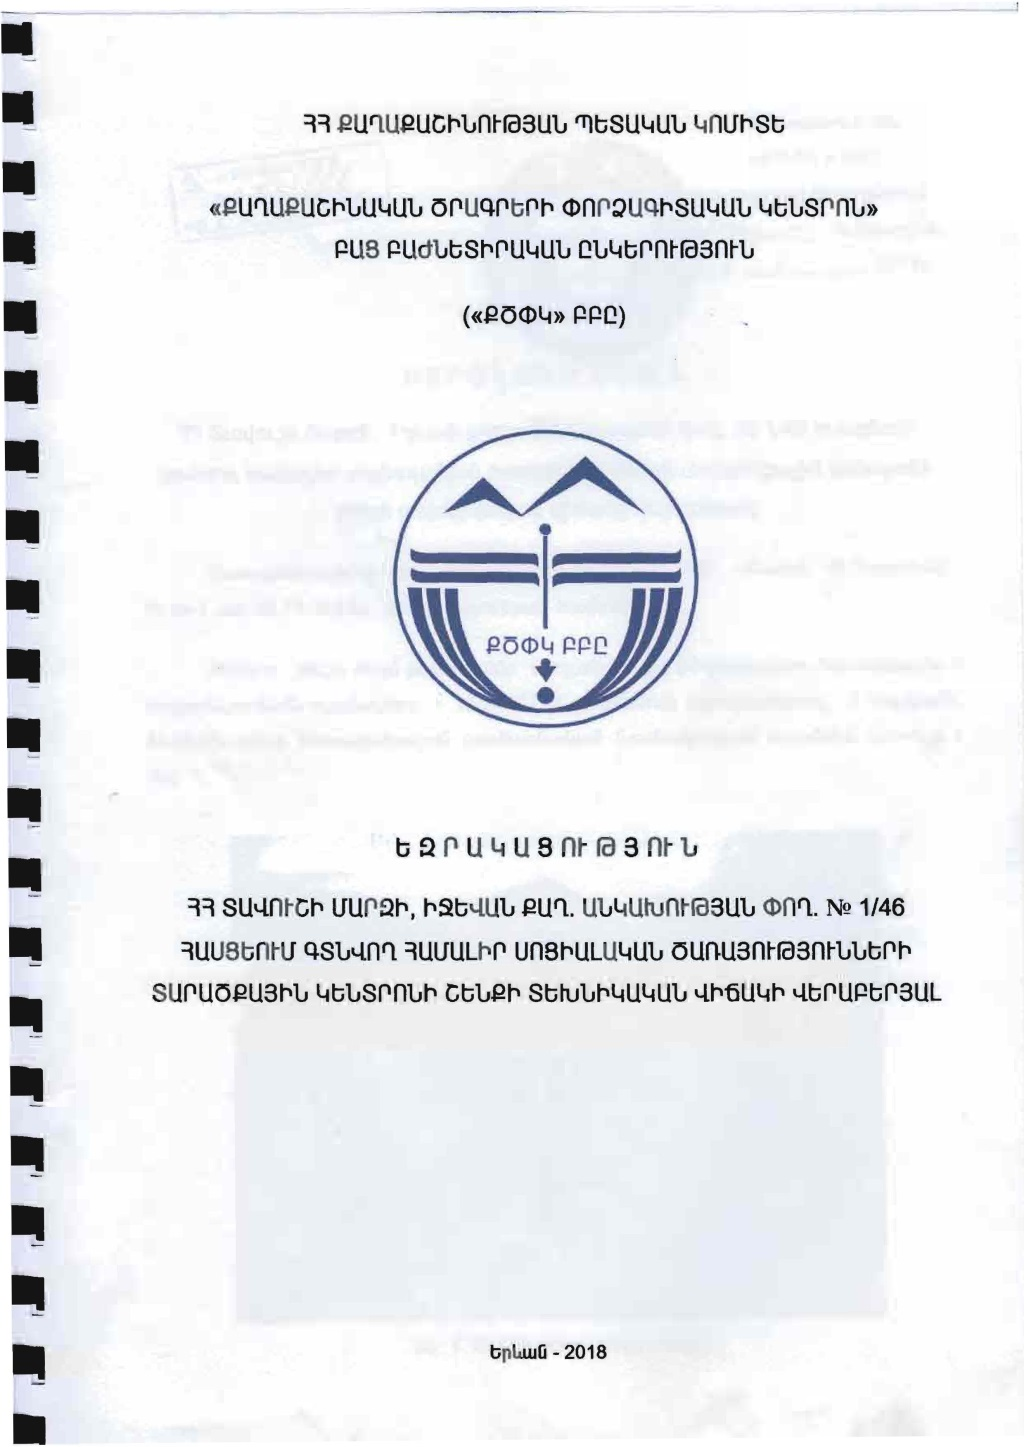 ՀՀ ՔԱՂԱՔԱՇԻՆՈՒԹՅԱՆ ՊԵՏԱԿԱՆ ԿՈՄԻՏԵ
«ՔԱՂԱՔԱՇԻՆԱԿԱՆ ԾՐԱԳՐԵՐԻ ՓՈՐՁԱԳԻՏԱԿԱՆ ԿԵՆՏՐՈՆ»
ԲԱՑ ԲԱԺՆԵՏԻՐԱԿԱՆ ԸՆԿԵՐՈՒԹՅՈՒՆ
(«ՔԾՓԿ» ԲԲԸ)
ՔԾՓԿ ԲԲԸ
Ե Զ Ր Ա Կ Ա Ց ՈՒ Թ Յ ՈՒ Ն
ՀՀ ՏԱՎՈՒՇԻ ՄԱՐԶԻ, ԻՋԵՎԱՆ ՔԱՂ. ԱՆԿԱԽՈՒԹՅԱՆ ՓՈՂ. № 1/46
ՀԱՍՑԵՈՒՄ ԳՏՆՎՈՂ ՀԱՄԱԼԻՐ ՍՈՑԻԱԼԱԿԱՆ ԾԱՌԱՅՈՒԹՅՈՒՆՆԵՐԻ
ՏԱՐԱԾՔԱՅԻՆ ԿԵՆՏՐՈՆԻ ՇԵՆՔԻ ՏԵԽՆԻԿԱԿԱՆ ՎԻՃԱԿԻ ՎԵՐԱԲԵՐՅԱԼ
Երևան - 2018